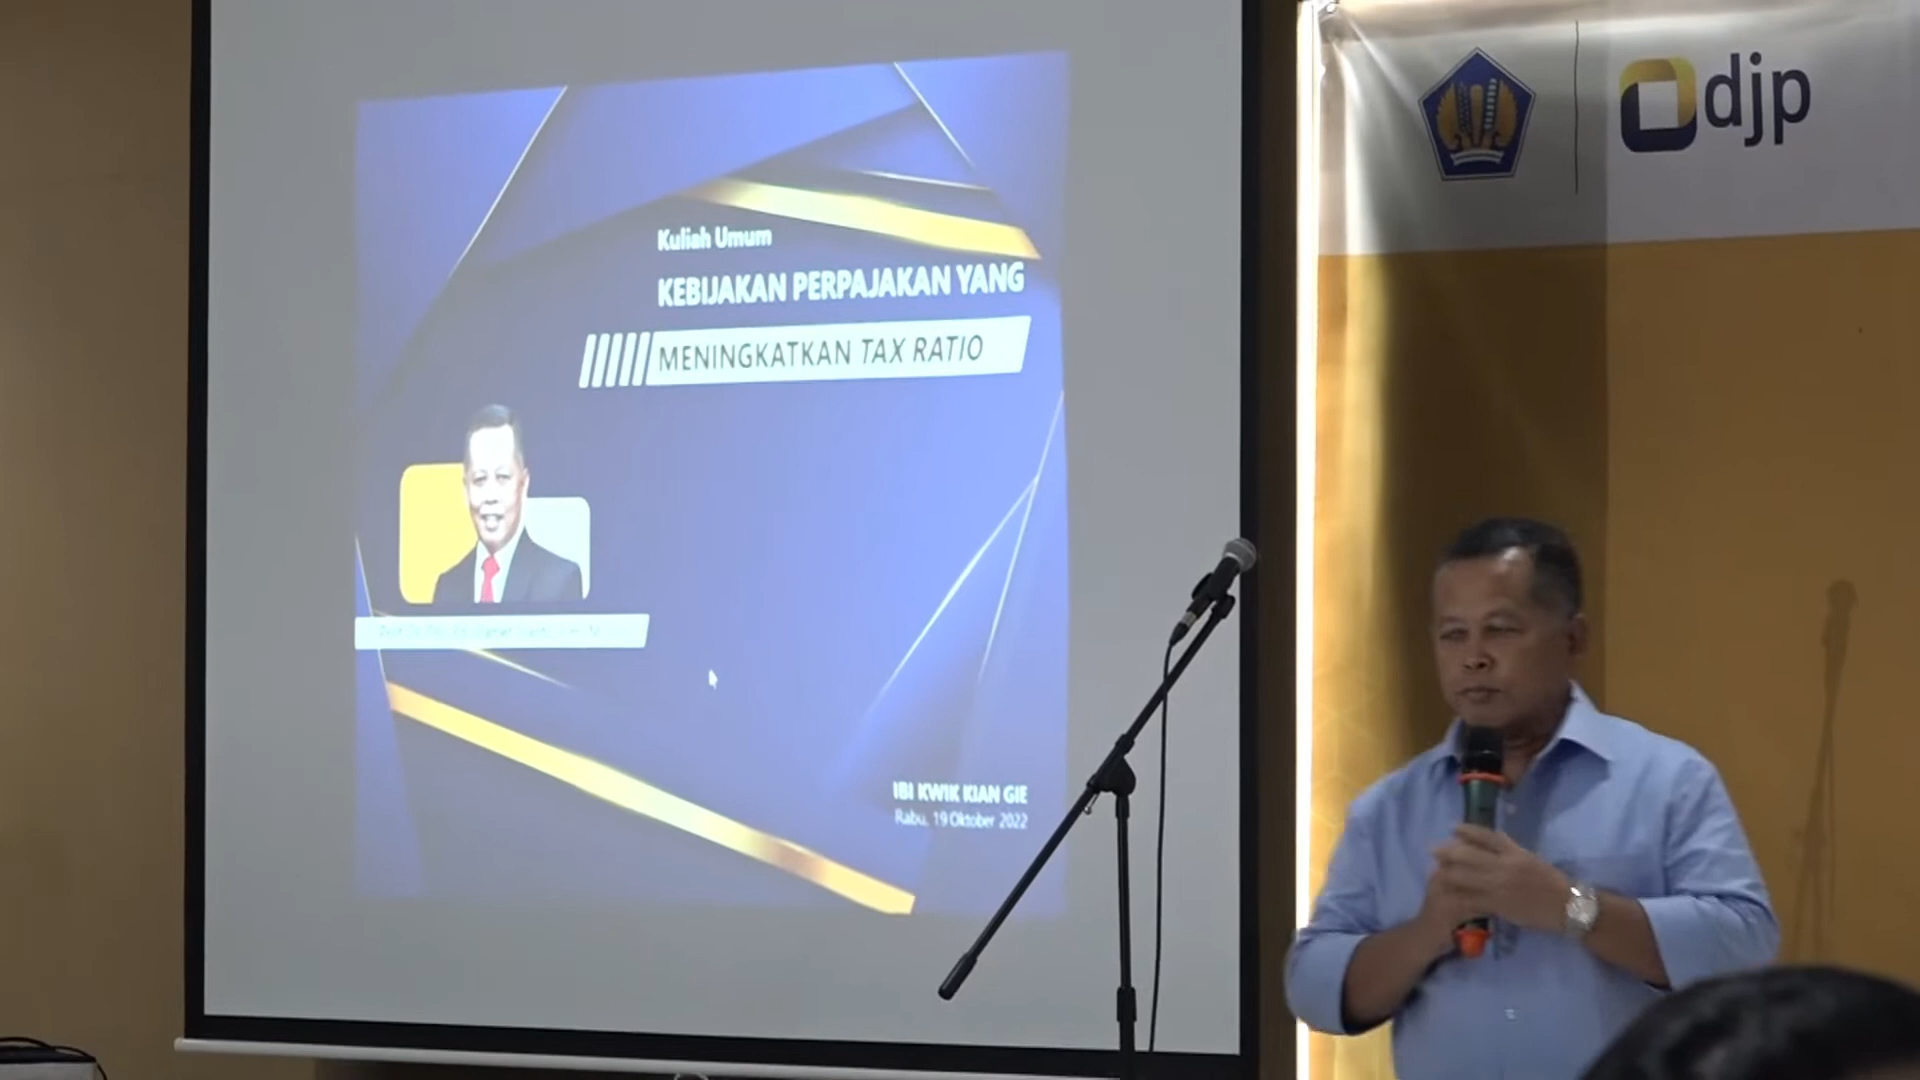 Kuliah Umum
KEBIJAKAN PERPAJAKAN YANG
MENINGKATKAN TAX RATIO
IBI KWIK KIAN GIE
Rabu, 19 Oktober 2022
djp